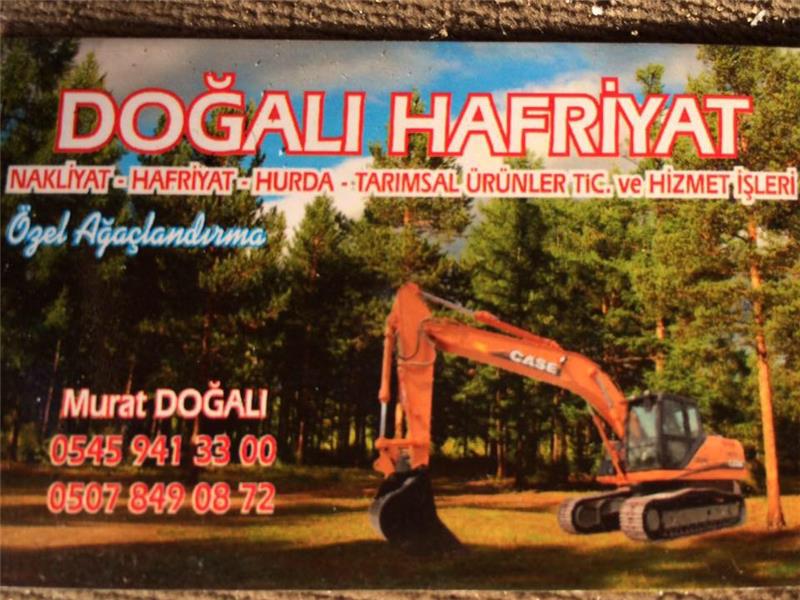 DOĞALI HAFRİYAT
NAKLİYAT - HAFRİYAT - HURDA - TARIMSAL ÜRÜNLER TİC. ve HİZMET İŞLERİ
Özel Ağaçlandırma
CASE
Murat DOĞALI
0545 941 33 00
0507 849 08 72